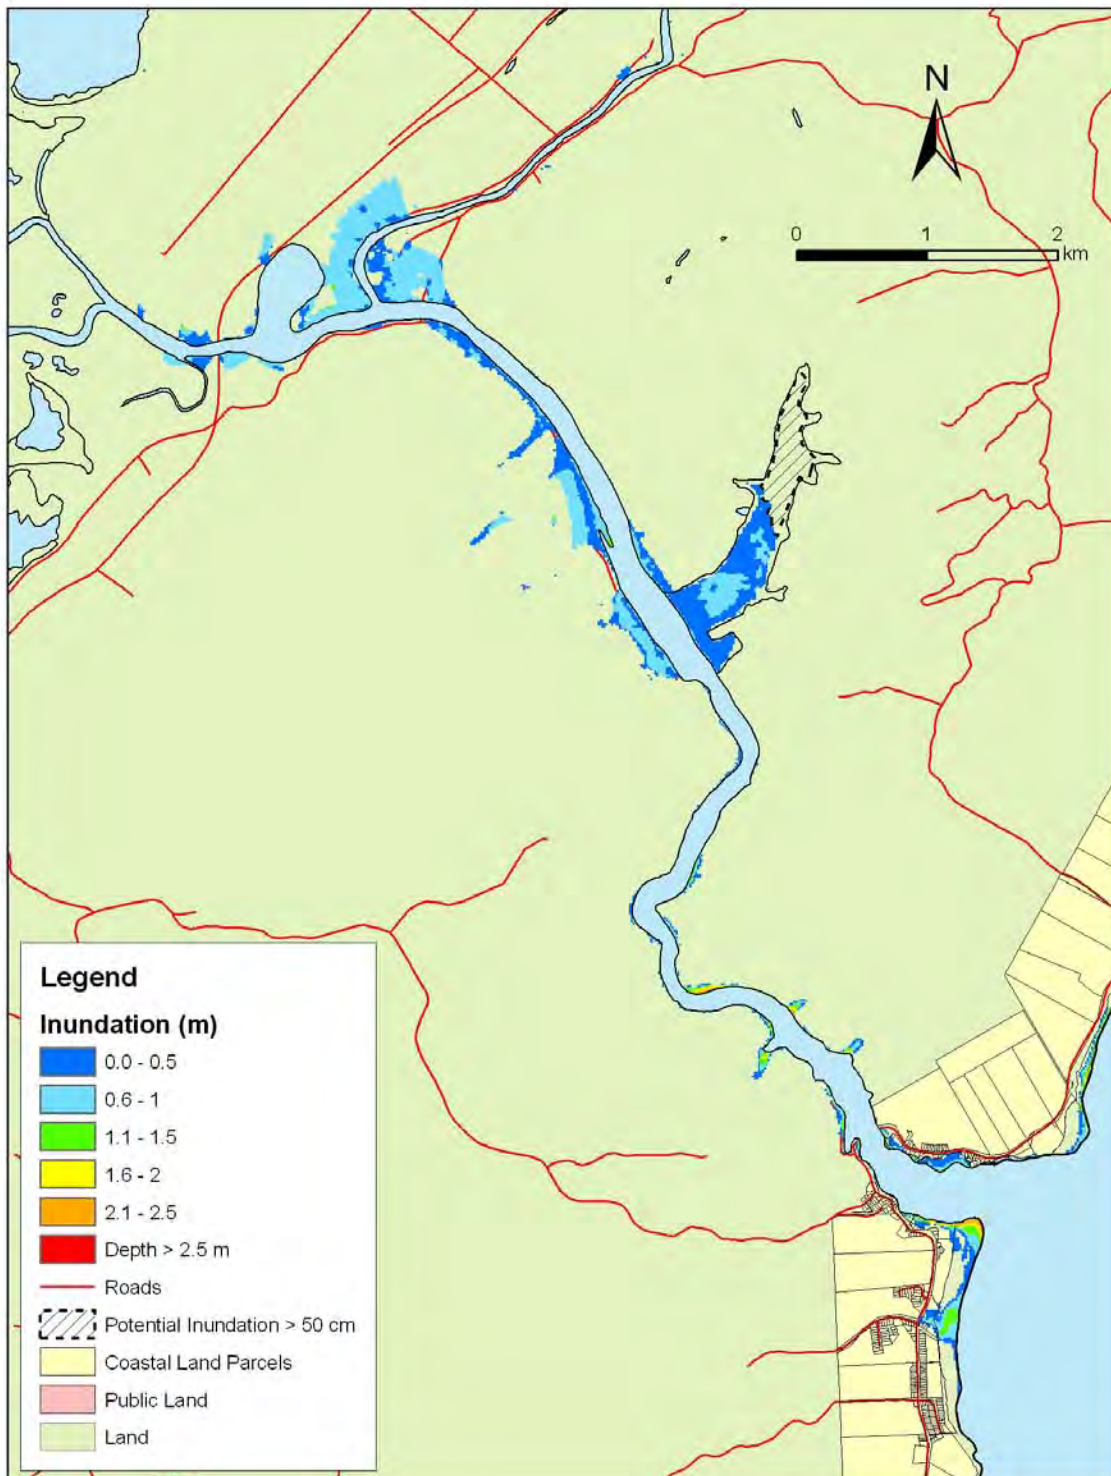 N
0 1 2
km
Legend
Inundation (m)
0.0 - 0.5
0.6 - 1
1.1 - 1.5
1.6 - 2
2.1 - 2.5
Depth > 2.5 m
Roads
Potential Inundation > 50 cm
Coastal Land Parcels
Public Land
Land